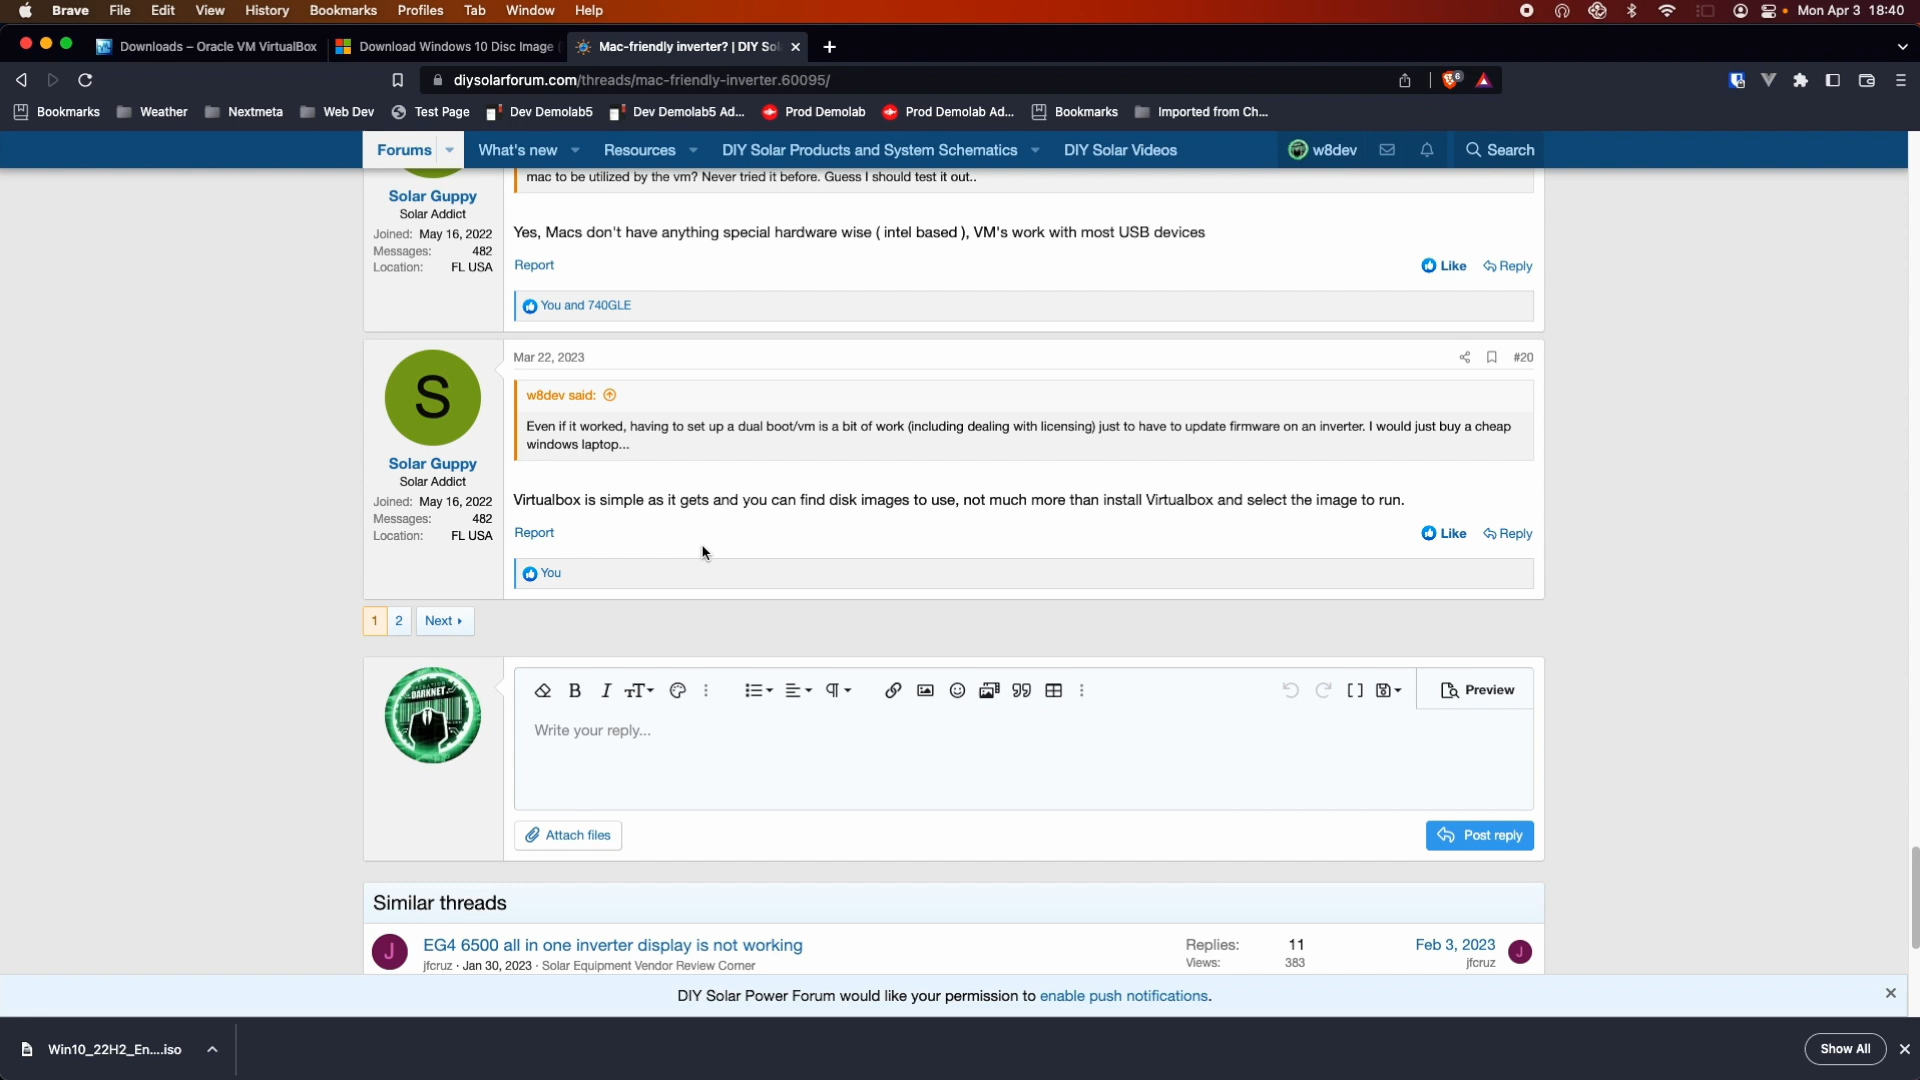 Brave File Edit View History Bookmarks Profiles Tab Window Help Mon Apr 3 18:40
Downloads – Oracle VM VirtualBox Download Windows 10 Disc Image Mac-friendly inverter? | DIY Sol
diysolarforum.com/threads/mac-friendly-inverter.60095/ 6
Bookmarks Weather Nextmeta Web Dev Test Page Dev Demolab5 Dev Demolab5 Ad... Prod Demolab Prod Demolab Ad... Bookmarks Imported from Ch...
Forums What's new Resources DIY Solar Products and System Schematics DIY Solar Videos w8dev Search
mac to be utilized by the vm? Never tried it before. Guess I should test it out..
Solar Guppy
Solar Addict
Joined: May 16, 2022
Messages: 482
Location: FL USA
Yes, Macs don't have anything special hardware wise ( intel based ), VM's work with most USB devices
Report Like Reply
You and 740GLE
Mar 22, 2023 #20
S
Solar Guppy
Solar Addict
Joined: May 16, 2022
Messages: 482
Location: FL USA
w8dev said:
Even if it worked, having to set up a dual boot/vm is a bit of work (including dealing with licensing) just to have to update firmware on an inverter. I would just buy a cheap
windows laptop...
Virtualbox is simple as it gets and you can find disk images to use, not much more than install Virtualbox and select the image to run.
Report Like Reply
You
1 2 Next
DARKNET
Preview
Write your reply...
Attach files Post reply
Similar threads
J EG4 6500 all in one inverter display is not working Replies: 11 Feb 3, 2023 J
jfcruz · Jan 30, 2023 · Solar Equipment Vendor Review Corner Views: 383 jfcruz
DIY Solar Power Forum would like your permission to enable push notifications.
Win10_22H2_En....iso Show All